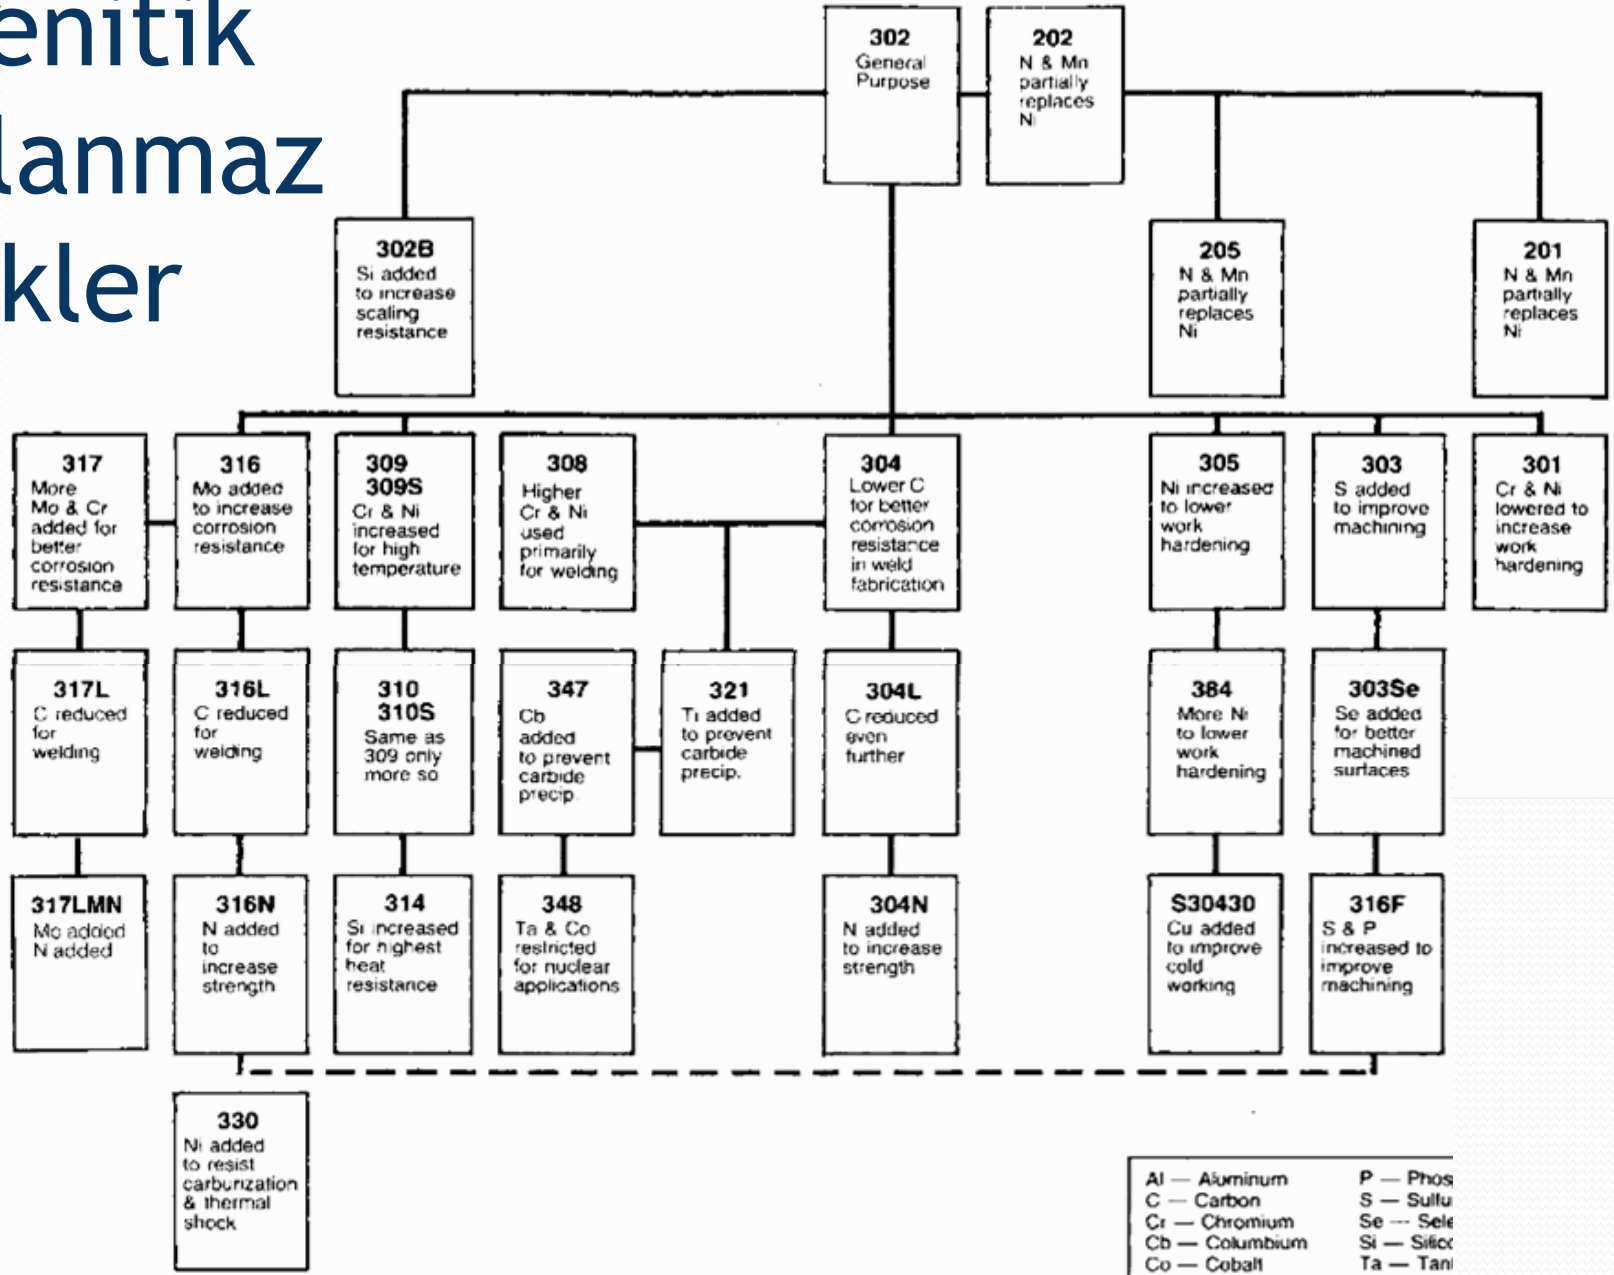 enitik
lanmaz
kler
302
General
Purpose
202
N & Mn
partially
replaces
Ni
302B
Si added
to increase
scaling
resistance
205
N & Mn
partially
replaces
Ni
201
N & Mn
partially
replaces
Ni
317
More
Mo & Cr
added for
better
corrosion
resistance
316
Mo added
to increase
corrosion
resistance
309
309S
Cr & Ni
increased
for high
temperature
308
Higher
Cr & Ni
used
primarily
for welding
304
Lower C
for better
corrosion
resistance
in weld
fabrication
305
Ni increased
to lower
work
hardening
303
S added
to improve
machining
301
Cr & Ni
lowered to
increase
work
hardening
317L
C reduced
for
welding
316L
C reduced
for
welding
310
310S
Same as
309 only
more so
347
Cb
added
to prevent
carbide
precip.
321
Ti added
to prevent
carbide
precip.
304L
C reduced
even
further
384
More Ni
to lower
work
hardening
303Se
Se added
for better
machined
surfaces
317LMN
Mo added
N added
316N
N added
to
increase
strength
314
Si increased
for highest
heat
resistance
348
Ta & Co
restricted
for nuclear
applications
304N
N added
to increase
strength
S30430
Cu added
to improve
cold
working
316F
S & P
increased to
improve
machining
330
Ni added
to resist
carburization
& thermal
shock
Al — Aluminum
C — Carbon
Cr — Chromium
Cb — Columbium
Co — Cobalt
P — Phos
S — Sulfu
Se — Sele
Si — Silic
Ta — Tan